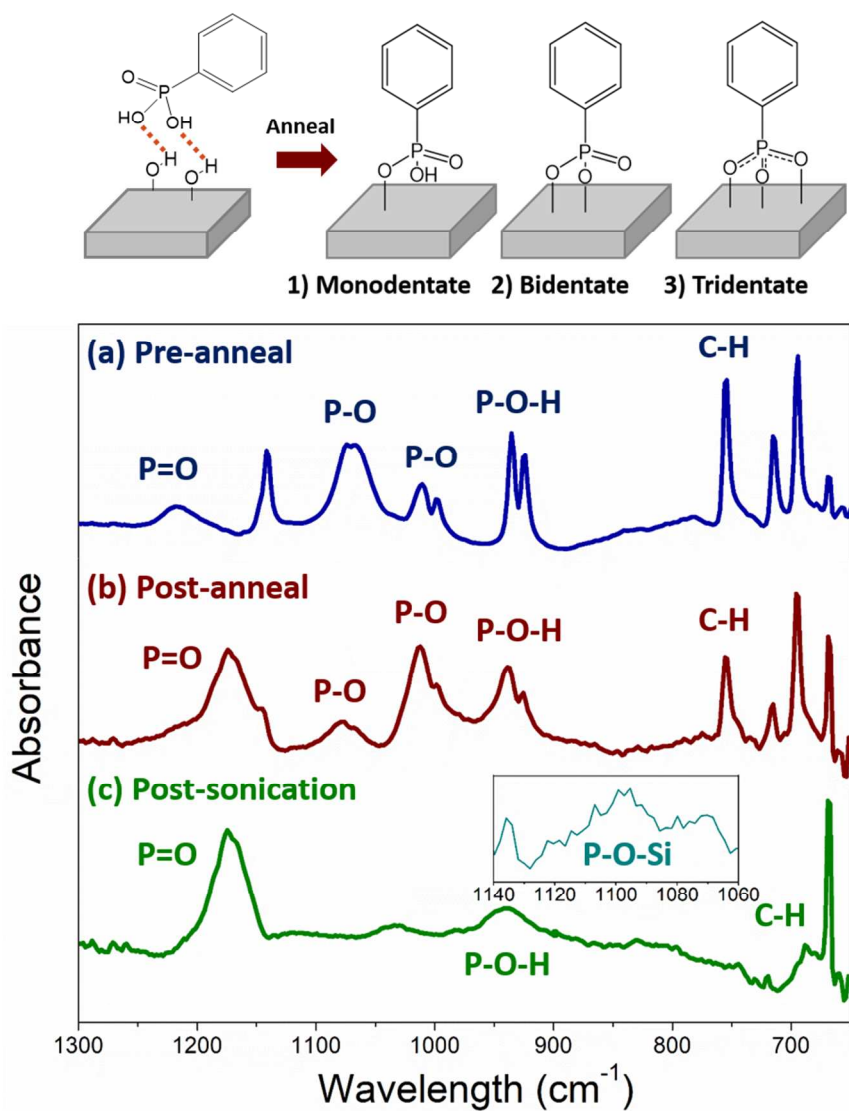 O
P
HO
OH
H
H
O
O
Anneal
P
O
O
OH
P
O
O
O
P
O
O
O
1) Monodentate
2) Bidentate
3) Tridentate
(a) Pre-anneal
C-H
P-O
P-O-H
P-O
P=O
(b) Post-anneal
P-O
P-O-H
C-H
P=O
P-O
(c) Post-sonication
P=O
P-O-Si
1140 1120 1100 1080 1060
C-H
P-O-H
Absorbance
1300 1200 1100 1000 900 800 700
Wavelength (cm⁻¹)